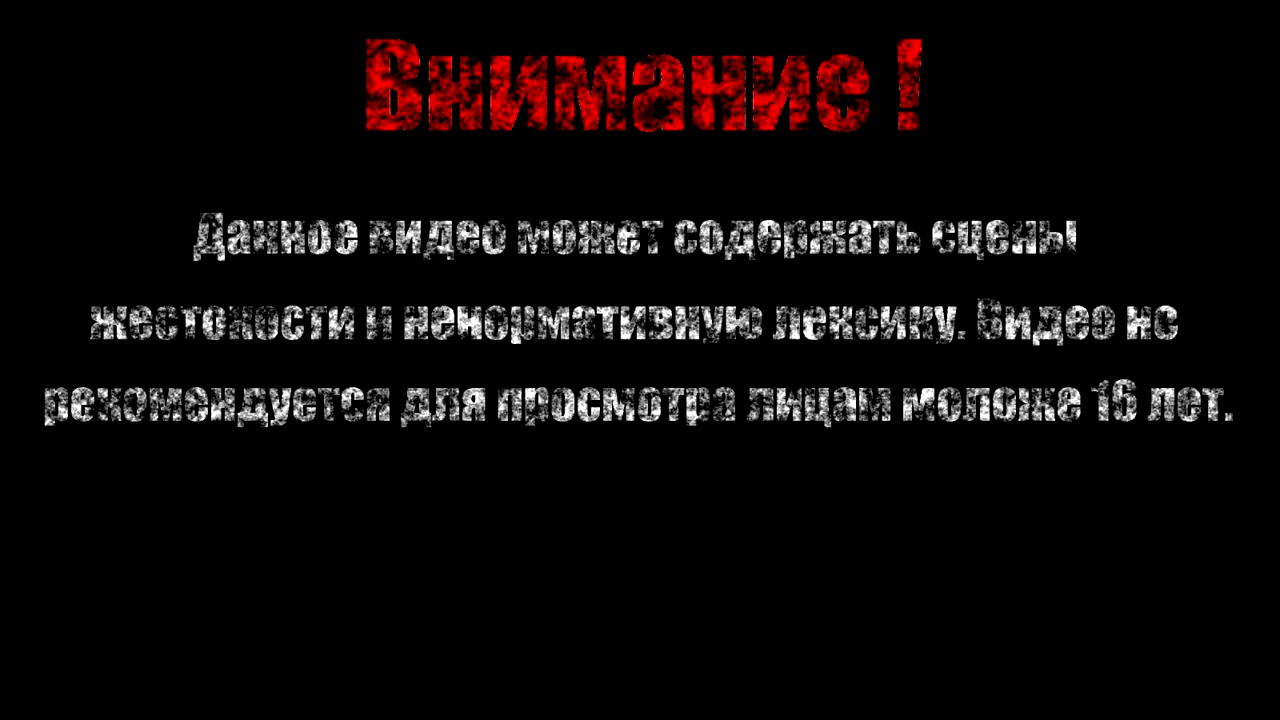 Внимание !
Данное видео может содержать сцены
жестокости и ненормативную лексику. Видео не
рекомендуется для просмотра лицам моложе 16 лет.